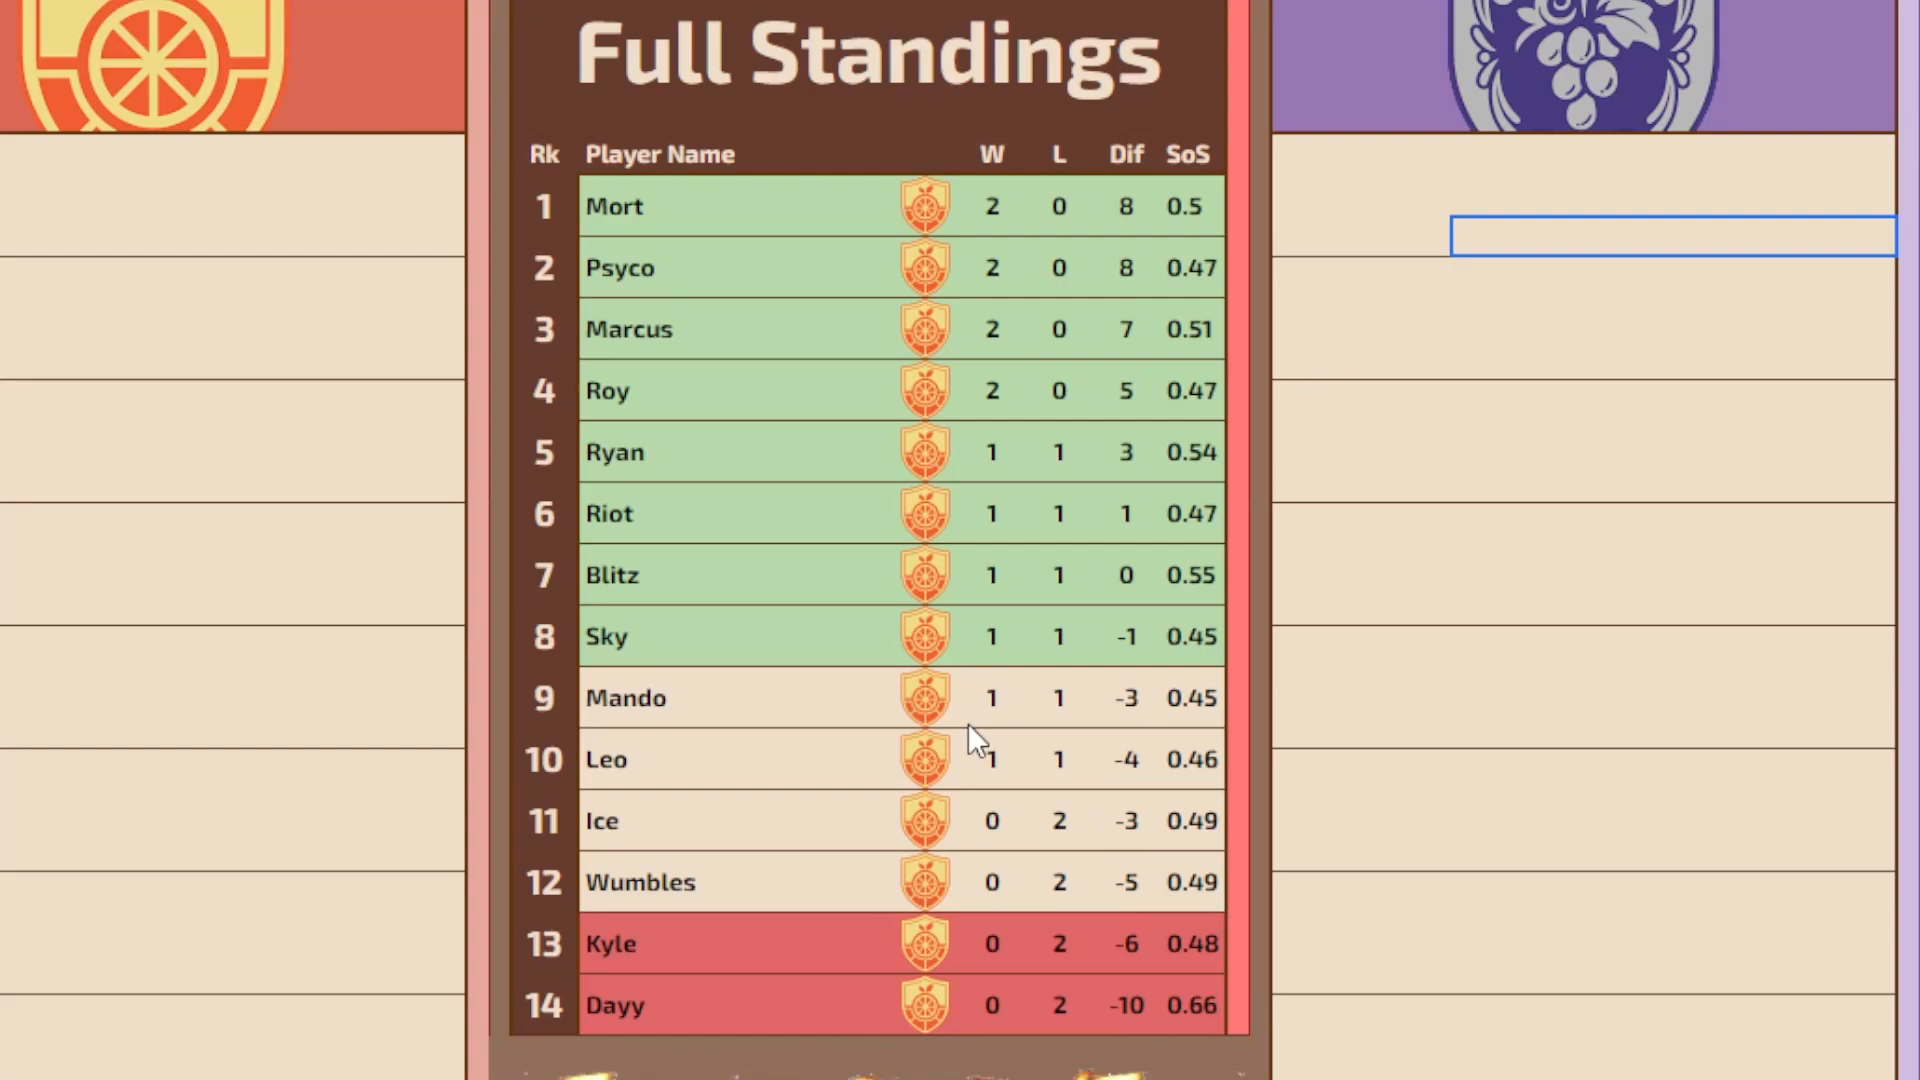 Full Standings
Rk Player Name W L Dif SoS
1 Mort 2 0 8 0.5
2 Psyco 2 0 8 0.47
3 Marcus 2 0 7 0.51
4 Roy 2 0 5 0.47
5 Ryan 1 1 3 0.54
6 Riot 1 1 1 0.47
7 Blitz 1 1 0 0.55
8 Sky 1 1 -1 0.45
9 Mando 1 1 -3 0.45
10 Leo 1 1 -4 0.46
11 Ice 0 2 -3 0.49
12 Wumbles 0 2 -5 0.49
13 Kyle 0 2 -6 0.48
14 Dayy 0 2 -10 0.66